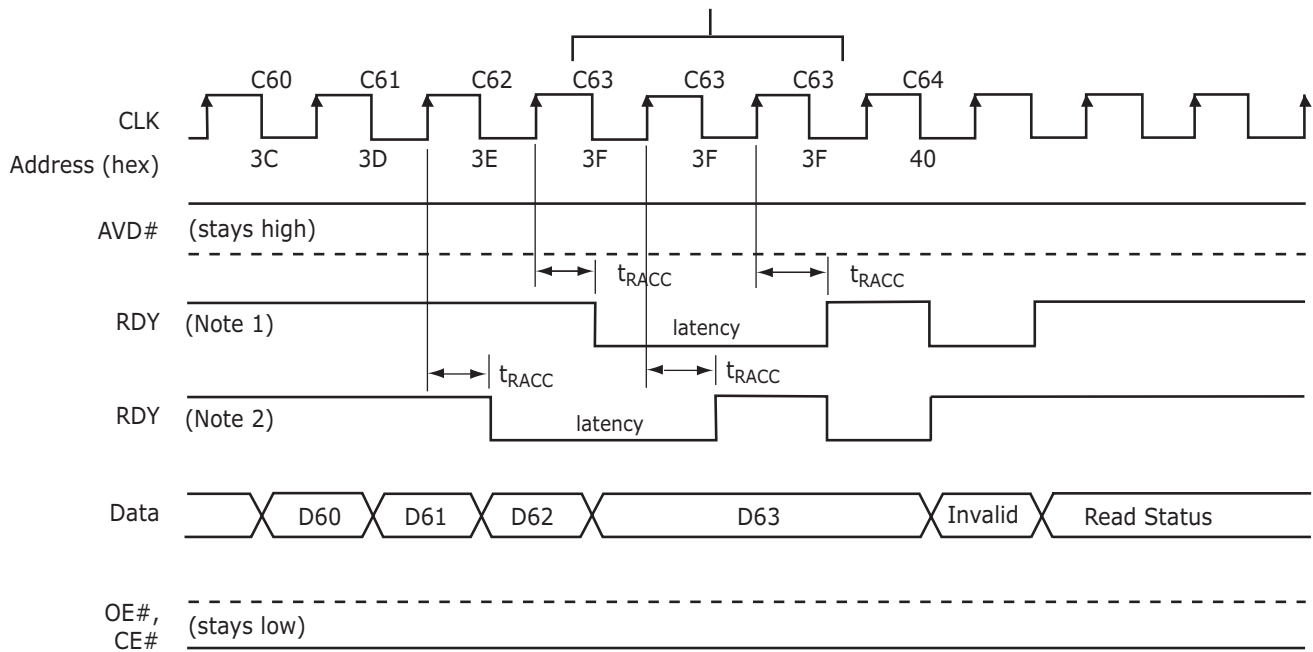 C60 C61 C62 C63 C63 C63 C64
CLK
Address (hex) 3C 3D 3E 3F 3F 3F 40
AVD# (stays high)
tRACC tRACC
RDY (Note 1) latency
tRACC tRACC
RDY (Note 2) latency
Data D60 D61 D62 D63 Invalid Read Status
OE#,
CE# (stays low)